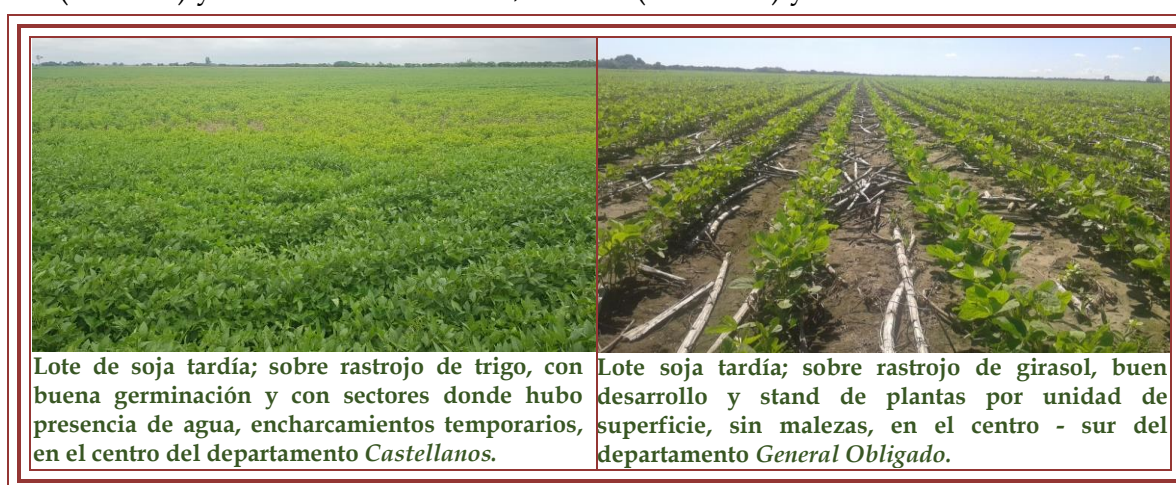 Lote de soja tardía; sobre rastrojo de trigo, con
buena germinación y con sectores donde hubo
presencia de agua, encharcamientos temporarios,
en el centro del departamento Castellanos.
Lote soja tardía; sobre rastrojo de girasol, buen
desarrollo y stand de plantas por unidad de
superficie, sin malezas, en el centro - sur del
departamento General Obligado.